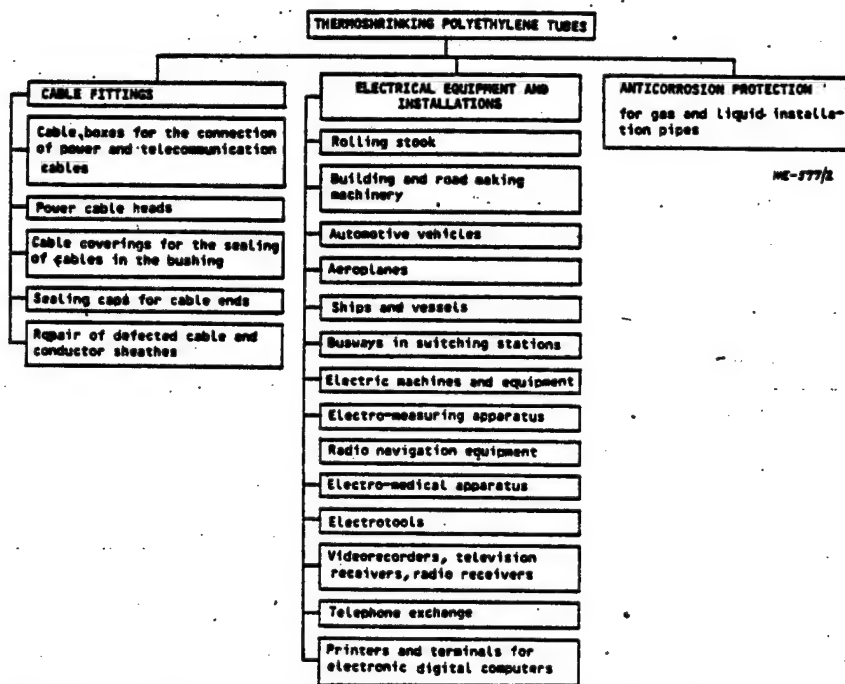 THERMOSHRINKING POLYETHYLENE TUBES
CABLE FITTINGS
Cable boxes for the connection
of power and telecommunication
cables
Power cable heads
Cable coverings for the sealing
of cables in the bushing
Sealing caps for cable ends
Repair of defected cable and
conductor sheathes
ELECTRICAL EQUIPMENT AND
INSTALLATIONS
Rolling stook
Building and road making
machinery
Automotive vehicles
Aeroplanes
Ships and vessels
Busways in switching stations
Electric machines and equipment
Electro-measuring apparatus
Radio navigation equipment
Electro-medical apparatus
Electrotools
Videorecorders, television
receivers, radio receivers
Telephone exchange
Printers and terminals for
electronic digital computers
ANTICORROSION PROTECTION
for gas and liquid installa-
tion pipes
ME-577/2